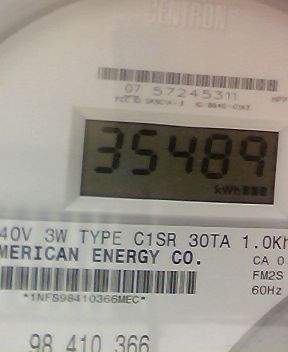 CENTRON
07 57245311
35489
kWh
40V 3W TYPE C1SR 30TA 1.0Kh
MERICAN ENERGY CO.
CA 0
FM2S
60Hz
*1NFS98410366MEC*
98 410 366